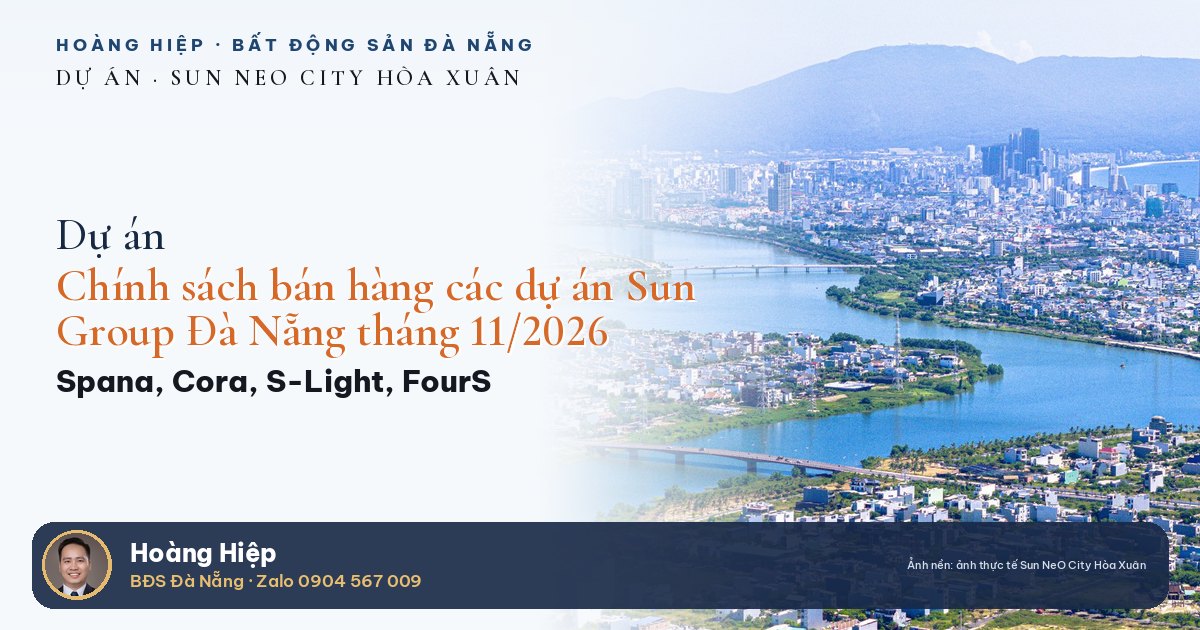 HOÀNG HIỆP · BẤT ĐỘNG SẢN ĐÀ NẴNG
DỰ ÁN · SUN NEO CITY HÒA XUÂN
Dự án
Chính sách bán hàng các dự án Sun
Group Đà Nẵng tháng 11/2026
Spana, Cora, S-Light, FourS
Hoàng Hiệp
BĐS Đà Nẵng · Zalo 0904 567 009
Ảnh nền: ảnh thực tế Sun NeO City Hòa Xuân